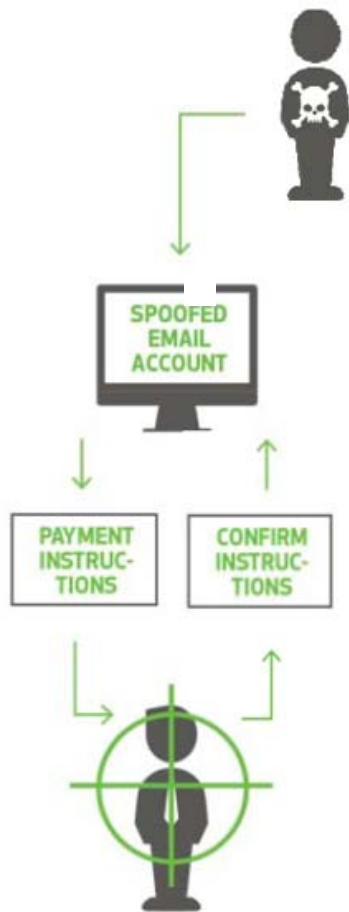 SPOOFED
EMAIL
ACCOUNT
PAYMENT
INSTRUC-
TIONS
CONFIRM
INSTRUC-
TIONS